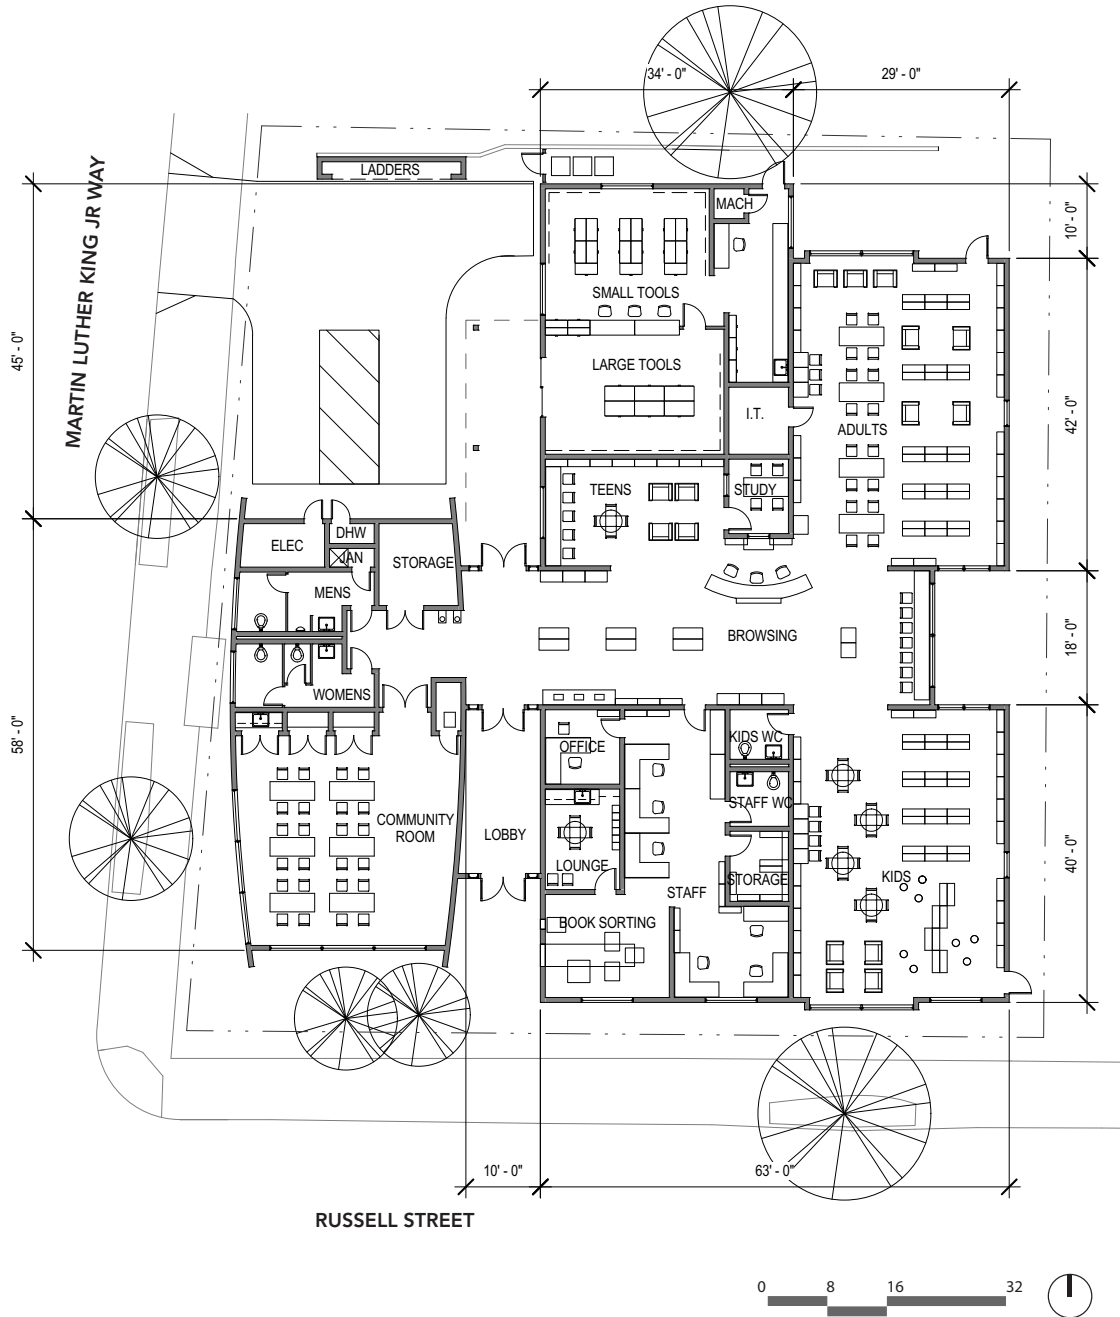 34' - 0"
29' - 0"
MARTIN LUTHER KING JR WAY
LADDERS
MACH
10' - 0"
SMALL TOOLS
45' - 0"
LARGE TOOLS
I.T.
ADULTS
42' - 0"
TEENS
STUDY
ELEC
DHW
JAN
STORAGE
MENS
BROWSING
18' - 0"
WOMENS
58' - 0"
OFFICE
KIDS WC
STAFF WC
COMMUNITY
ROOM
LOBBY
LOUNGE
STORAGE
STAFF
KIDS
40' - 0"
BOOK SORTING
10' - 0"
63' - 0"
RUSSELL STREET
0 8 16 32